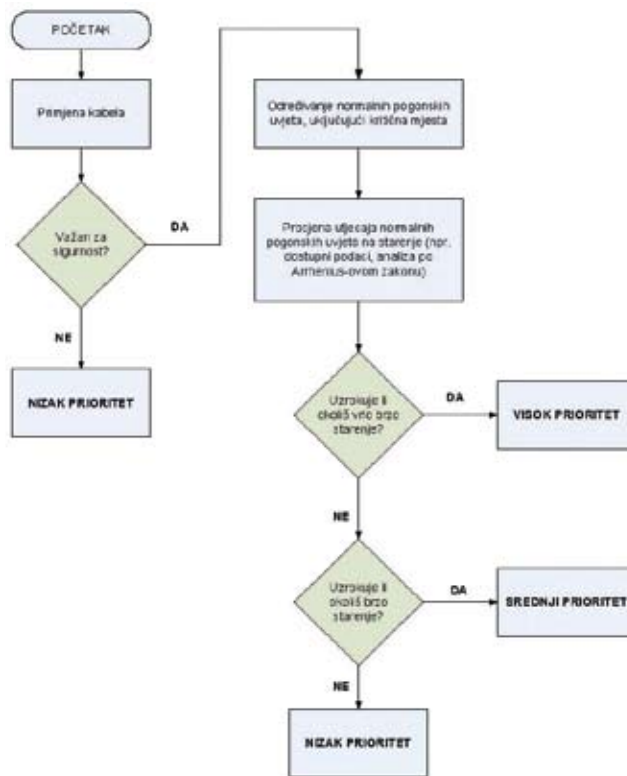 POČETAK
Primjena kabela
Važan za
sigurnost?
DA
NE
NIZAK PRIORITET
Određivanje normalnih pogonskih
uvjeta, uključujući kritična mjesta
Procjena utjecaja normalnih
pogonskih uvjeta na starenje (npr.
dostupni podaci, analiza po
Arrhenius-ovom zakonu)
Uzrokuje li
okoliš vrlo brzo
starenje?
DA
VISOK PRIORITET
NE
Uzrokuje li
okoliš brzo
starenje?
DA
SREDNJI PRIORITET
NE
NIZAK PRIORITET